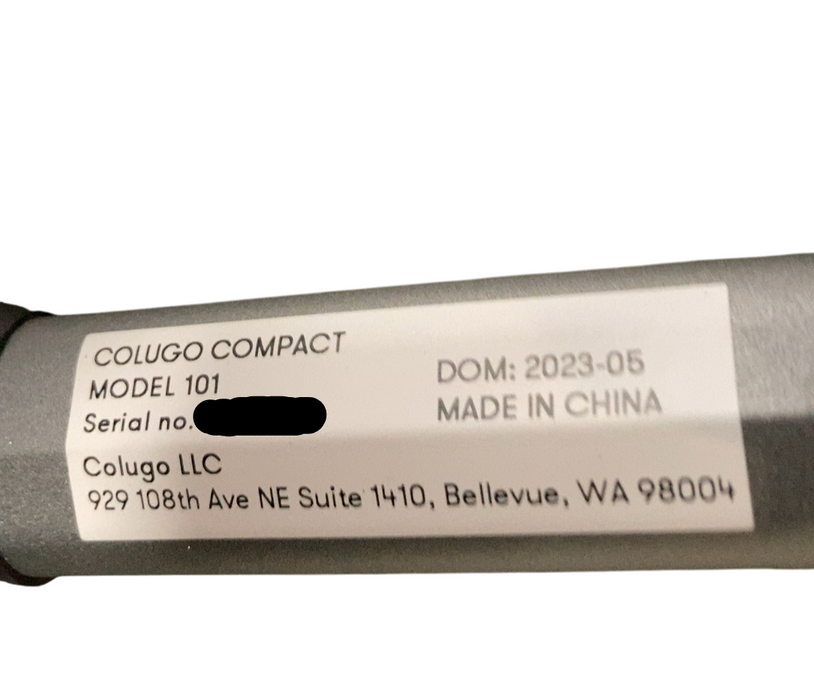 COLUGO COMPACT
MODEL 101
Serial no.
DOM: 2023-05
MADE IN CHINA
Colugo LLC
929 108th Ave NE Suite 1410, Bellevue, WA 98004